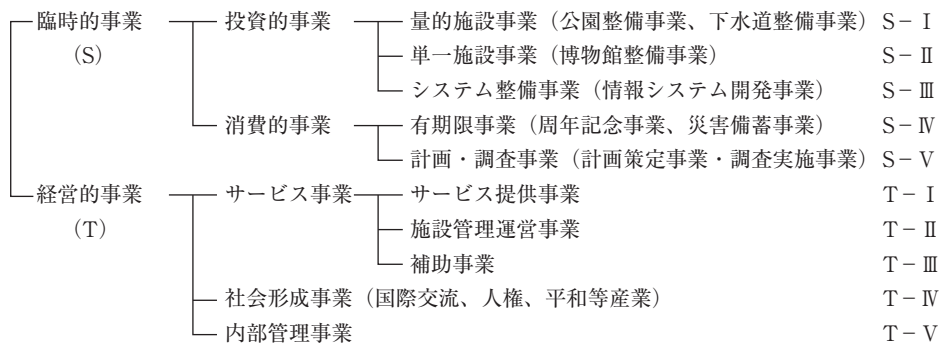 臨時的事業 投資的事業 量的施設事業（公園整備事業、下水道整備事業） S－Ⅰ
（S） 単一施設事業（博物館整備事業） S－Ⅱ
システム整備事業（情報システム開発事業） S－Ⅲ
消費的事業 有期限事業（周年記念事業、災害備蓄事業） S－Ⅳ
計画・調査事業（計画策定事業・調査実施事業） S－Ⅴ
経営的事業 サービス事業 サービス提供事業 T－Ⅰ
（T） 施設管理運営事業 T－Ⅱ
補助事業 T－Ⅲ
社会形成事業（国際交流、人権、平和等産業） T－Ⅳ
内部管理事業 T－Ⅴ